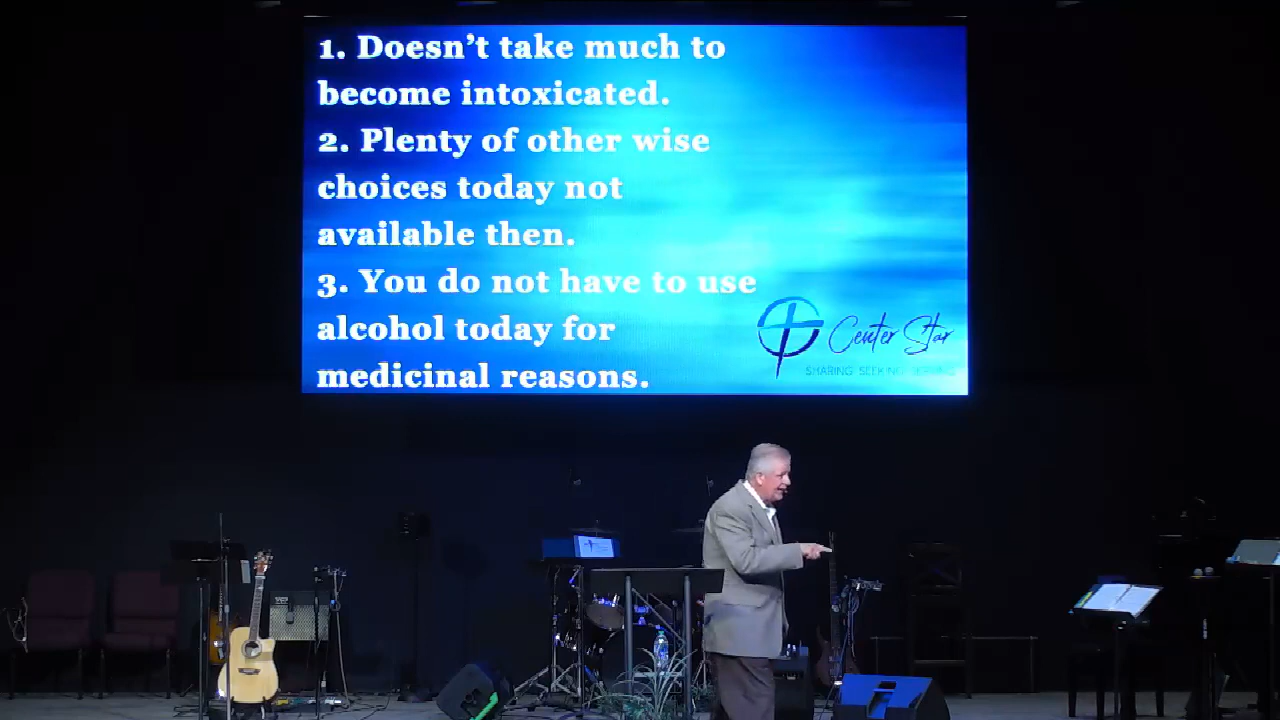 1. Doesn’t take much to
become intoxicated.
2. Plenty of other wise
choices today not
available then.
3. You do not have to use
alcohol today for
medicinal reasons.
Center Star
SHARING SEEKING SERVING